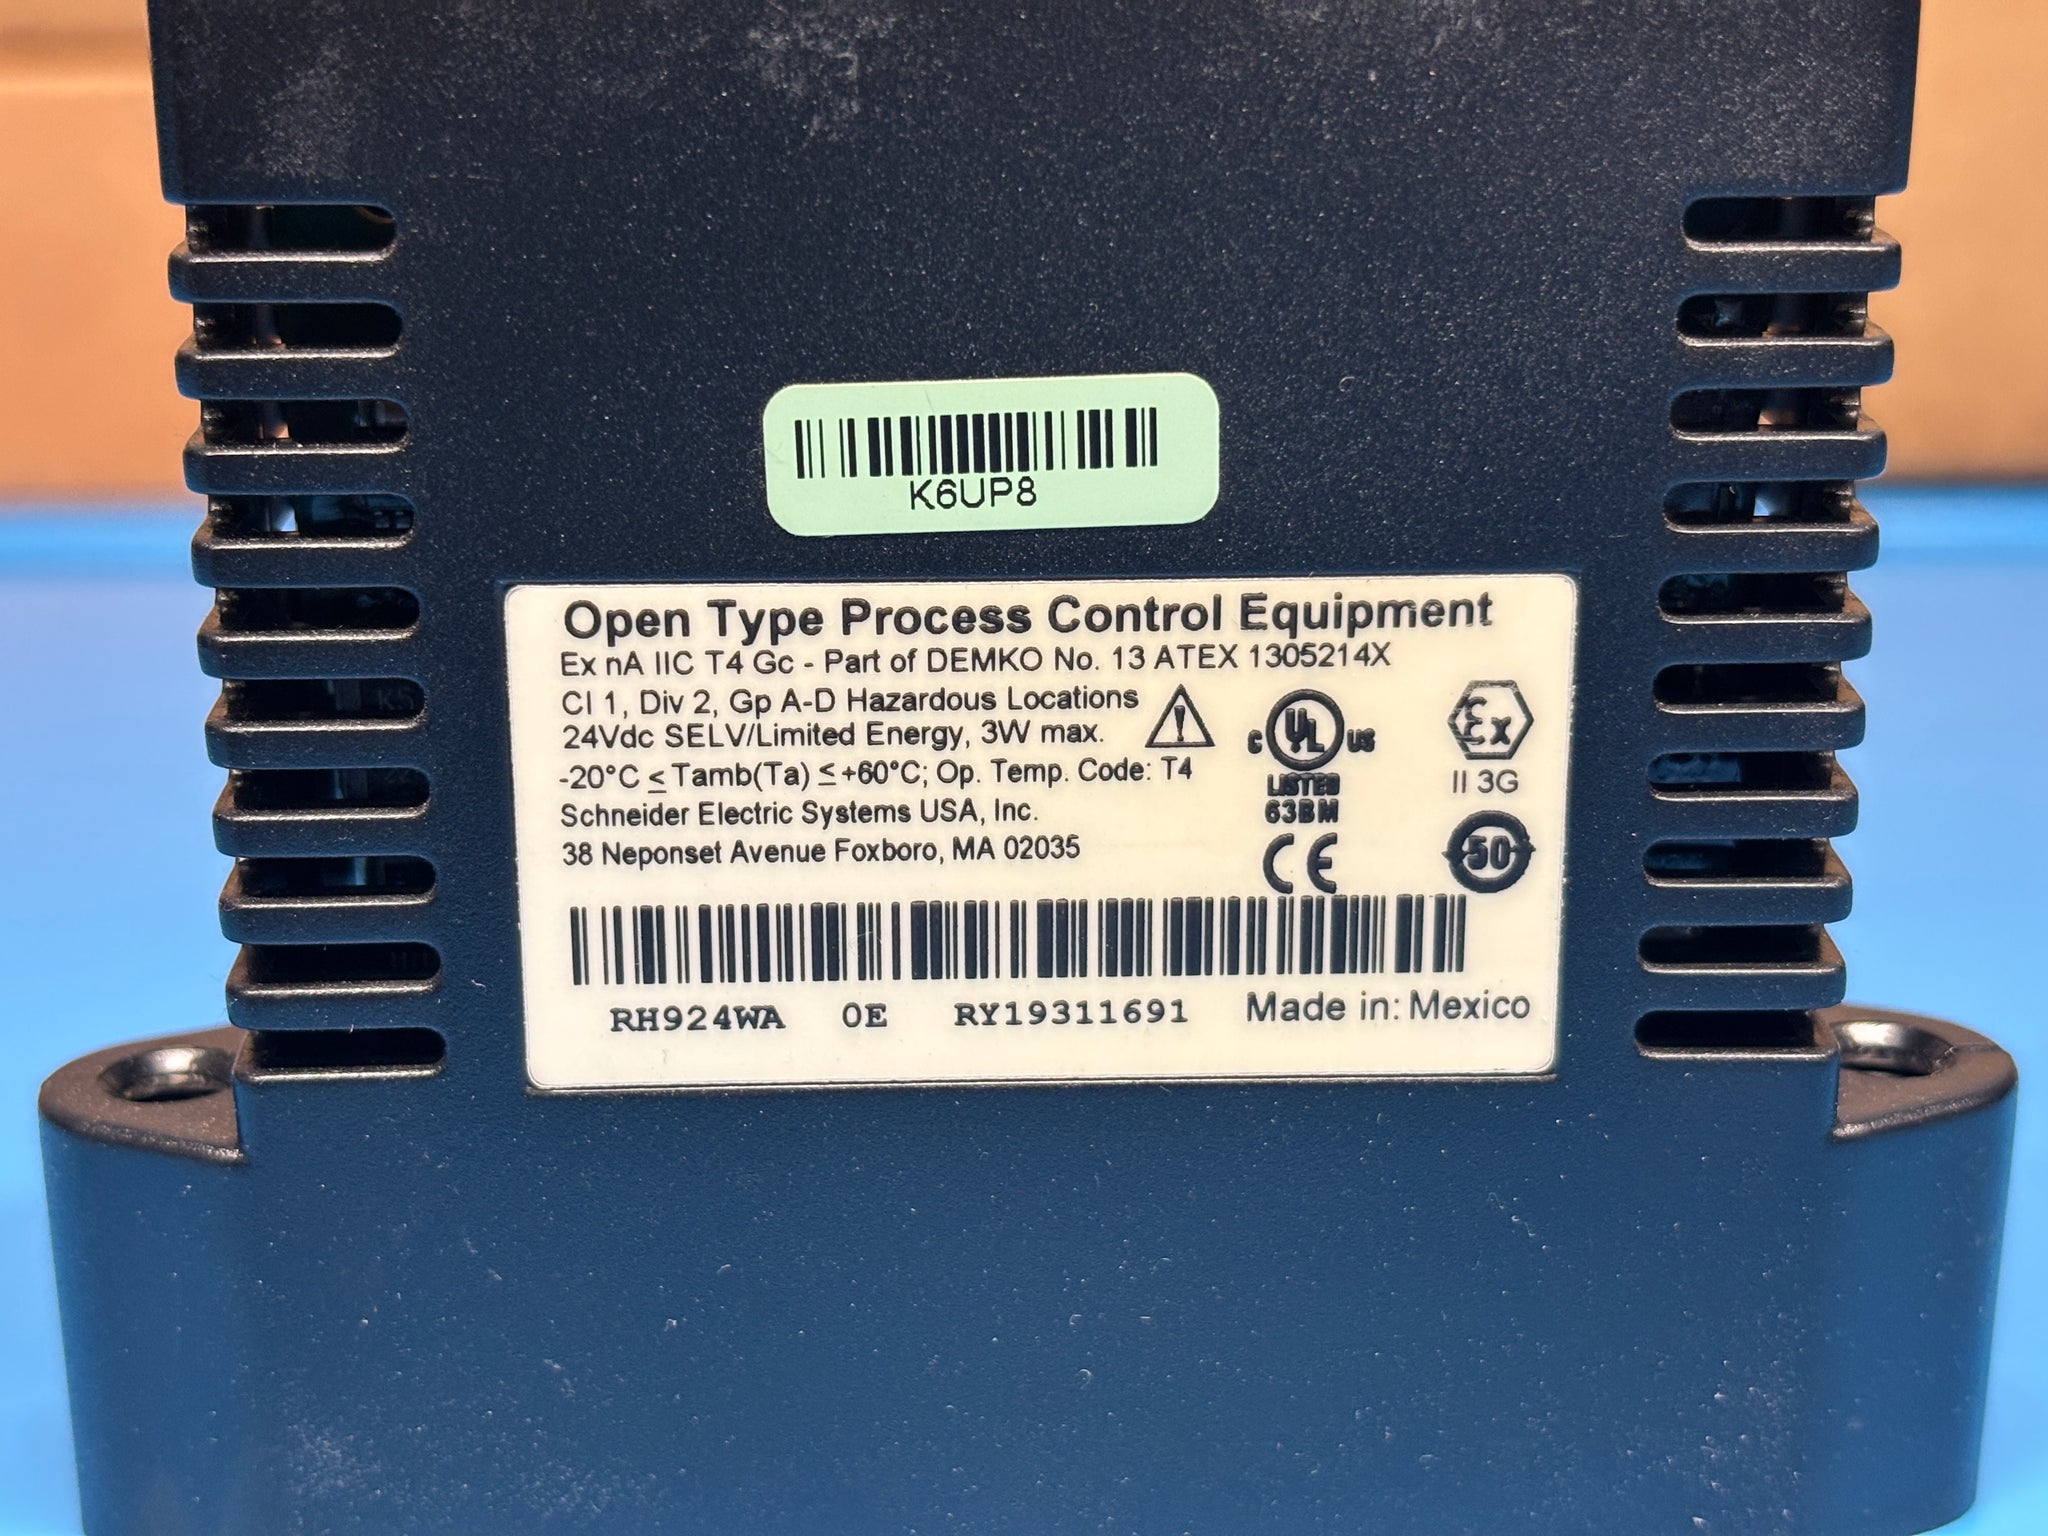 K6UP8
Open Type Process Control Equipment
Ex nA IIC T4 Gc - Part of DEMKO No. 13 ATEX 1305214X
Cl 1, Div 2, Gp A-D Hazardous Locations
24Vdc SELV/Limited Energy, 3W max.
-20°C ≤ Tamb(Ta) ≤ +60°C; Op. Temp. Code: T4
Schneider Electric Systems USA, Inc.
38 Neponset Avenue Foxboro, MA 02035
C UL US
LISTED
63BM
CE
Ex
II 3G
50
RH924WA 0E RY19311691 Made in: Mexico